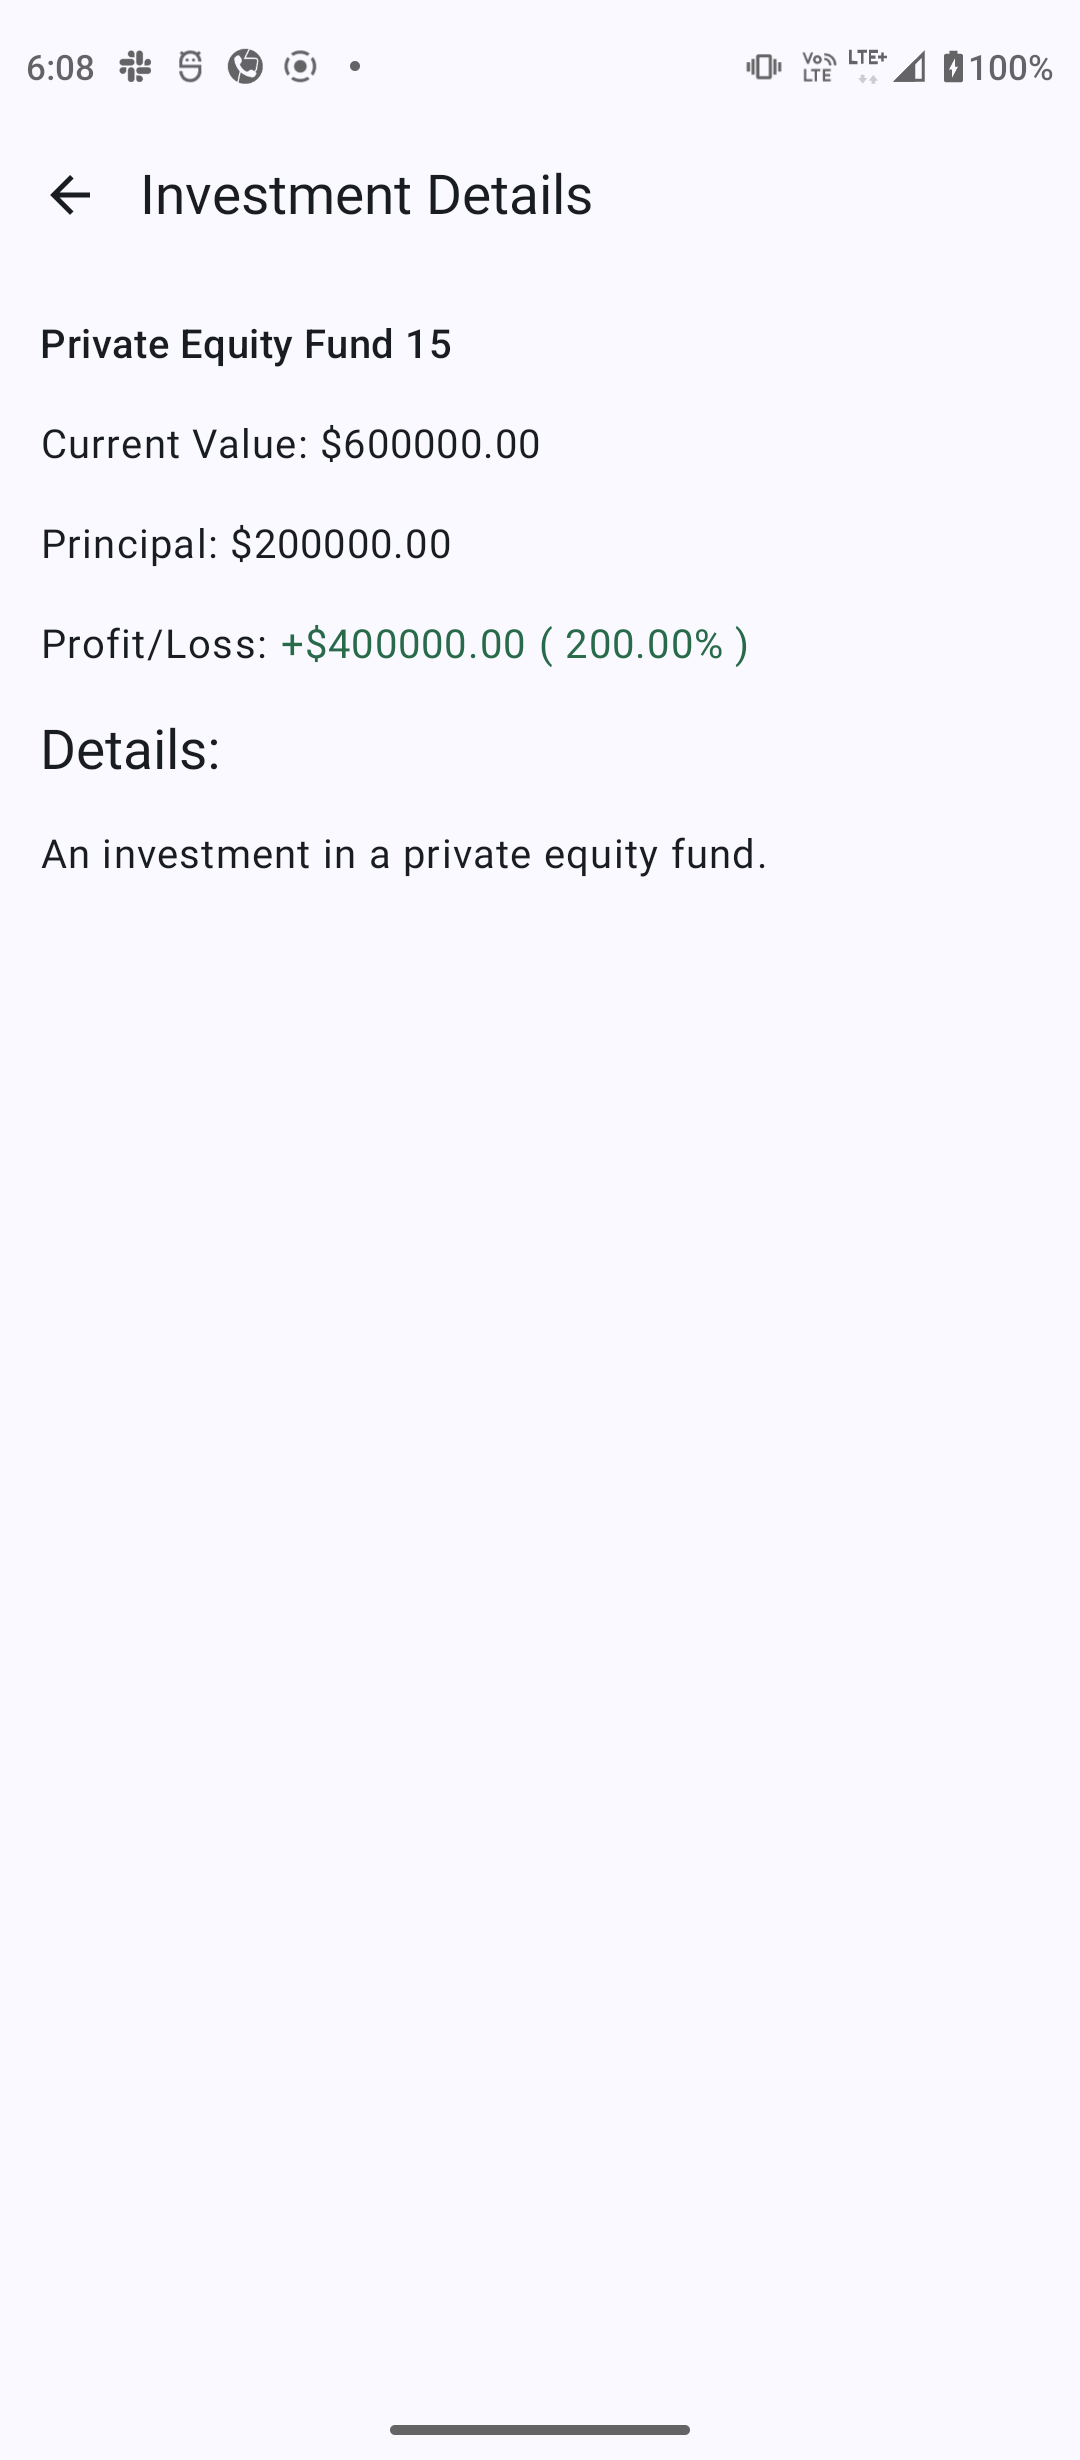 6:08
Vo LTE LTE+ 100%
Investment Details
Private Equity Fund 15
Current Value: $600000.00
Principal: $200000.00
Profit/Loss: +$400000.00 ( 200.00% )
Details:
An investment in a private equity fund.